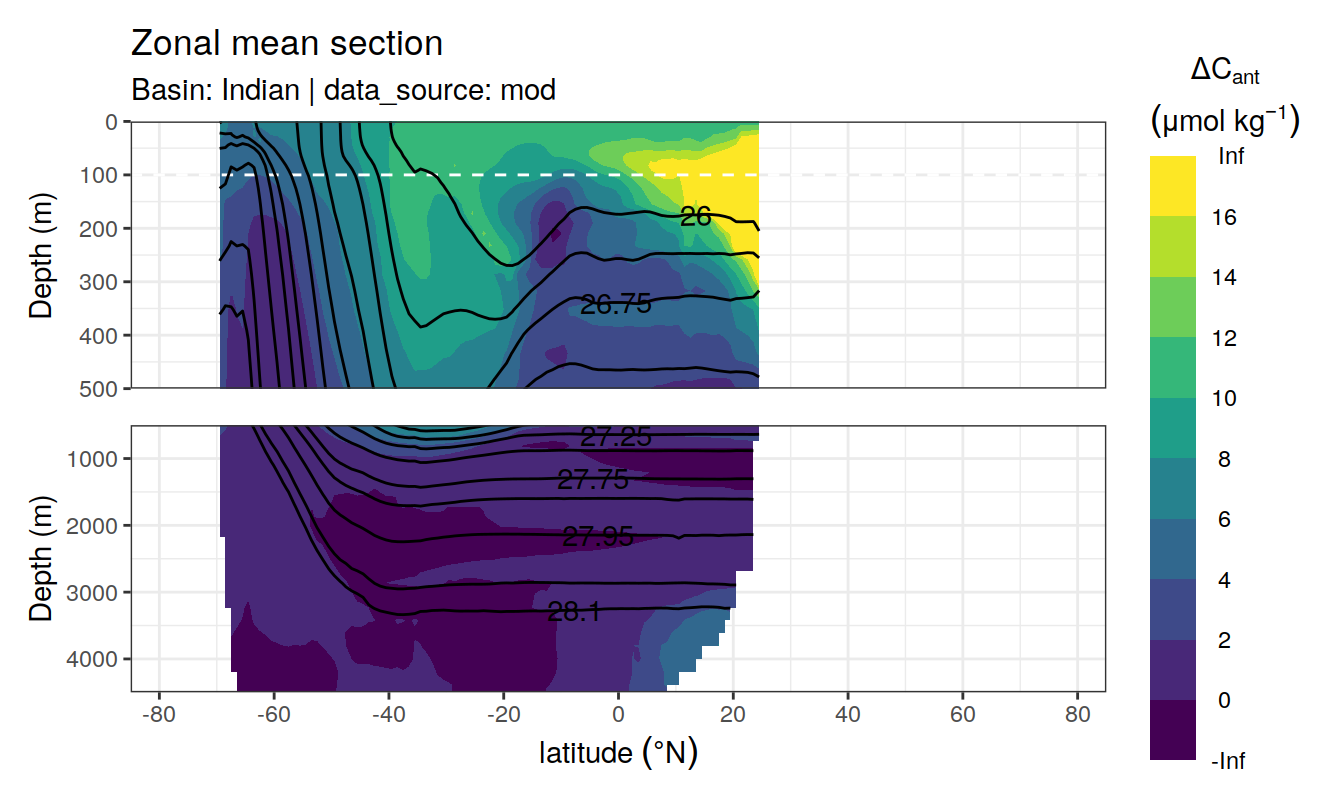 Zonal mean section
Basin: Indian | data_source: mod
ΔCant
(μmol kg⁻¹)
Inf
16
14
12
10
8
6
4
2
0
-Inf
Depth (m)
0
100
200
300
400
500
26
26.75
Depth (m)
1000
2000
3000
4000
27.25
27.75
27.95
28.1
-80 -60 -40 -20 0 20 40 60 80
latitude (°N)